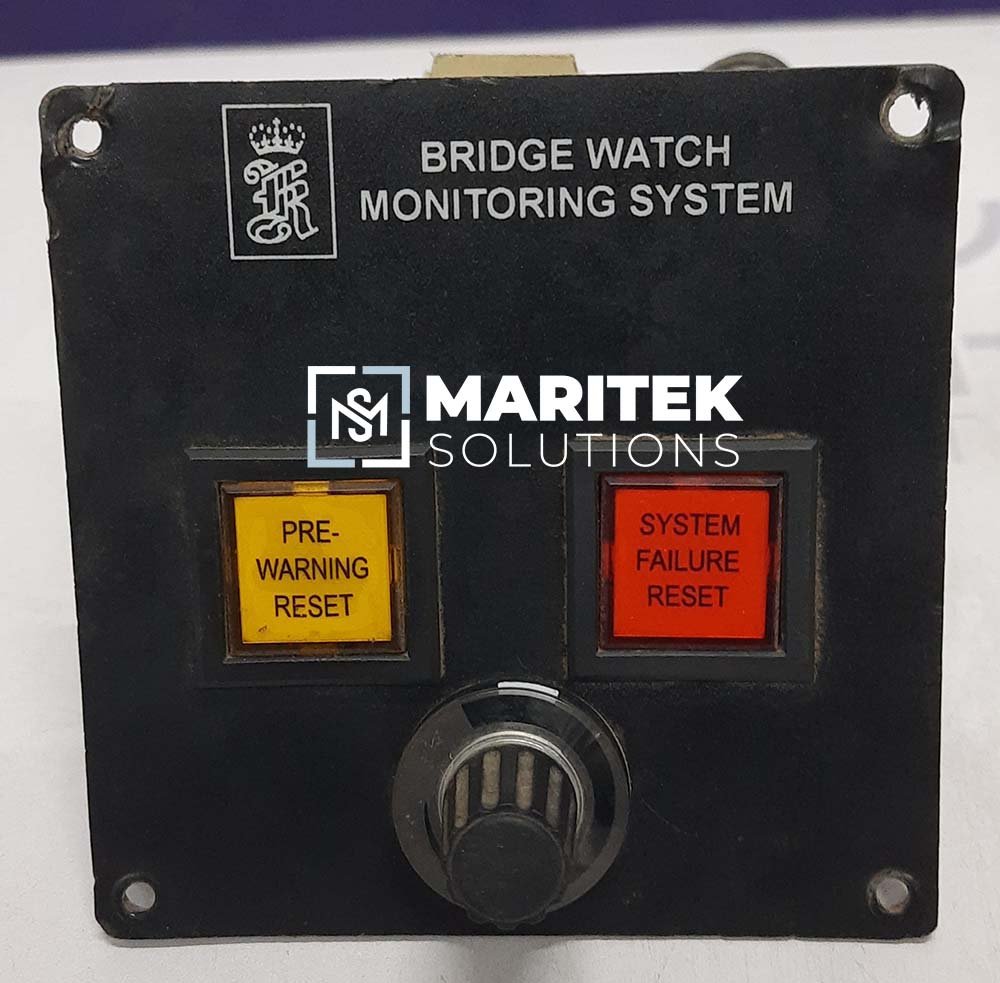 BRIDGE WATCH
MONITORING SYSTEM
MARITEK
SOLUTIONS
PRE-
WARNING
RESET
SYSTEM
FAILURE
RESET